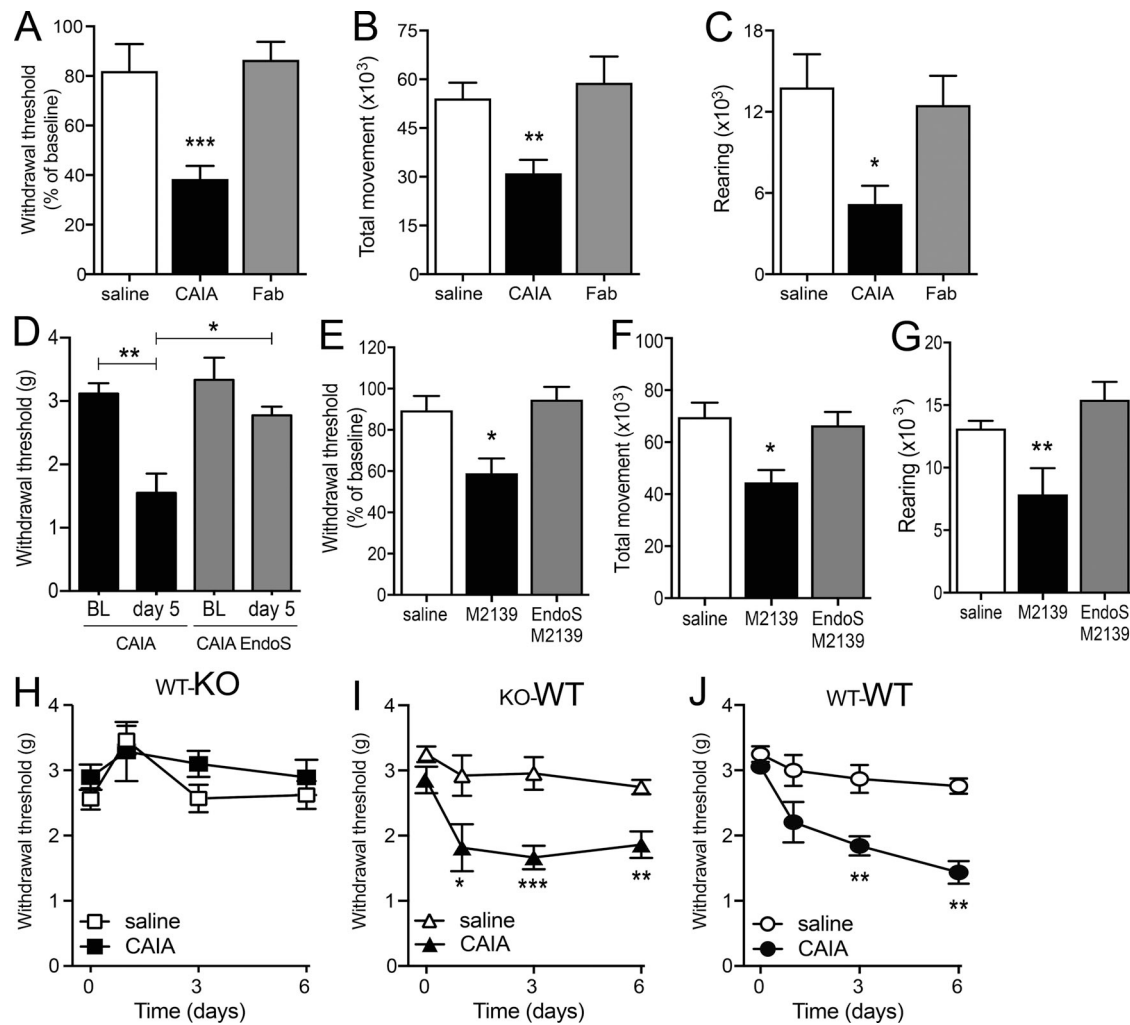 A
Withdrawal threshold
(% of baseline)
100
80
60
40
20
0
***
saline CAIA Fab
B
Total movement (x10³)
75
60
45
30
15
0
**
saline CAIA Fab
C
Rearing (x10³)
18
12
6
0
*
saline CAIA Fab
D
Withdrawal threshold (g)
4
3
2
1
0
**
*
BL day 5 BL day 5
CAIA CAIA EndoS
E
Withdrawal threshold
(% of baseline)
120
100
80
60
40
20
0
*
saline M2139 EndoS
M2139
F
Total movement (x10³)
100
80
60
40
20
0
*
saline M2139 EndoS
M2139
G
Rearing (x10³)
20
15
10
5
0
**
saline M2139 EndoS
M2139
H
WT-KO
Withdrawal threshold (g)
4
3
2
1
0
saline
CAIA
0 3 6
Time (days)
I
KO-WT
Withdrawal threshold (g)
4
3
2
1
0
* *** **
saline
CAIA
0 3 6
Time (days)
J
WT-WT
Withdrawal threshold (g)
4
3
2
1
0
** **
saline
CAIA
0 3 6
Time (days)